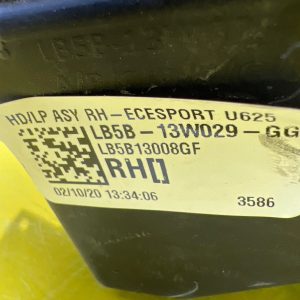 HD/LP ASY RH-ECESPORT U625
LB5B-13W029-GG
LB5B13008GF
RH[]
02/10/20 13:34:06
3586